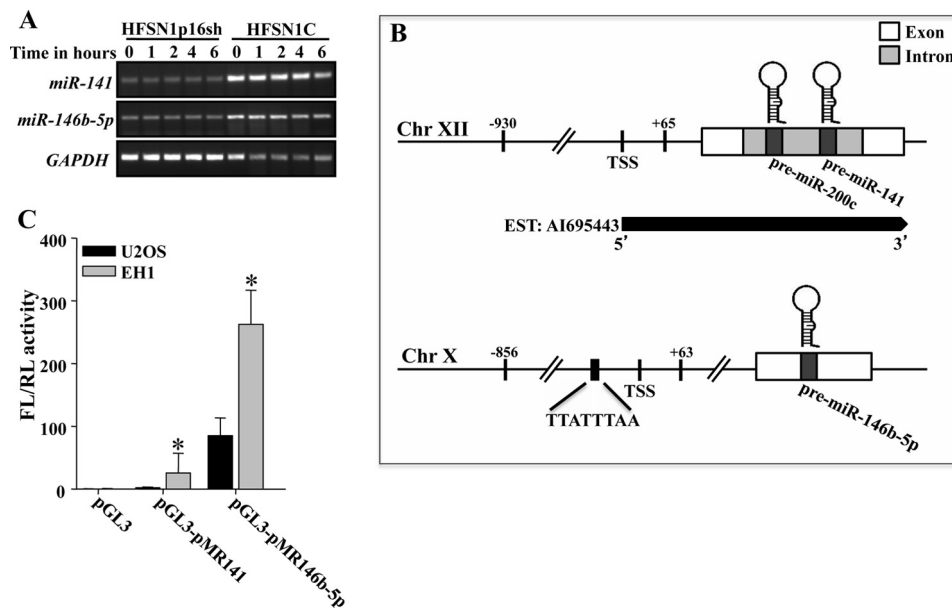 A
HFSN1p16sh HFSN1C
Time in hours 0 1 2 4 6 0 1 2 4 6
miR-141
miR-146b-5p
GAPDH
B
Exon
Intron
Chr XII
-930
+65
TSS
pre-miR-200c
pre-miR-141
EST: AI695443
5’
3’
Chr X
-856
+63
TSS
TTATTTAA
pre-miR-146b-5p
C
U2OS
EH1
FL/RL activity
400
300
200
100
0
*
*
pGL3
pGL3-pMR141
pGL3-pMR146b-5p